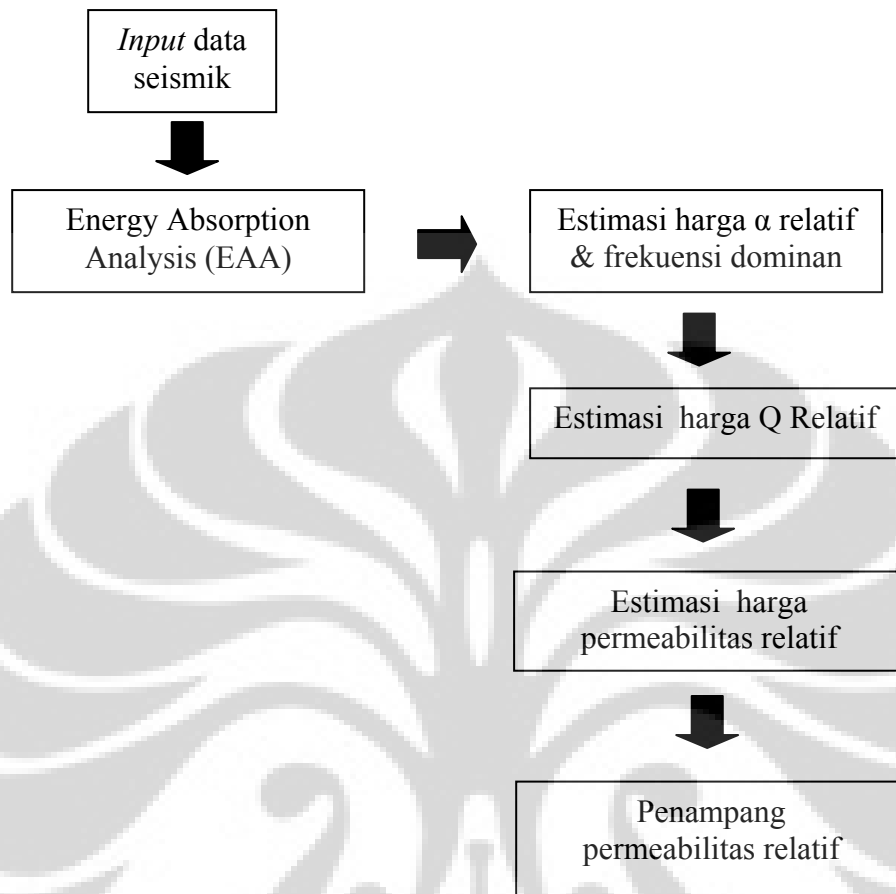 Input data
seismik
Energy Absorption
Analysis (EAA)
Estimasi harga α relatif
& frekuensi dominan
Estimasi harga Q Relatif
Estimasi harga
permeabilitas relatif
Penampang
permeabilitas relatif